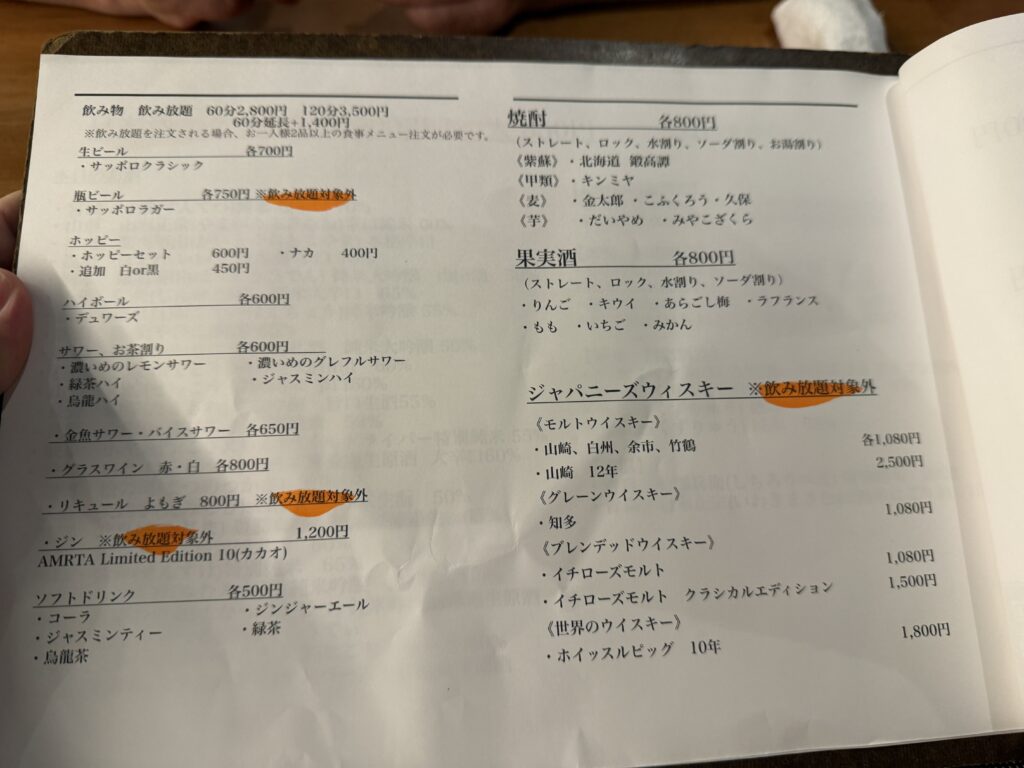 飲み物　飲み放題　60分2,800円　120分3,500円
60分延長+1,400円
※飲み放題を注文される場合、お一人様2品以上の食事メニュー注文が必要です。
生ビール　各700円
・サッポロクラシック
瓶ビール　各750円 ※飲み放題対象外
・サッポロラガー
ホッピー
・ホッピーセット　600円　・ナカ　400円
・追加　白or黒　450円
ハイボール　各600円
・デュワーズ
サワー、お茶割り　各600円
・濃いめのレモンサワー　・濃いめのグレフルサワー
・緑茶ハイ　・ジャスミンハイ
・烏龍ハイ
・金魚サワー・バイスサワー　各650円
・グラスワイン　赤・白　各800円
・リキュール　よもぎ　800円　※飲み放題対象外
・ジン　※飲み放題対象外　1,200円
AMRTA Limited Edition 10(カカオ)
ソフトドリンク　各500円
・コーラ　・ジンジャーエール
・ジャスミンティー　・緑茶
・烏龍茶
焼酎　各800円
（ストレート、ロック、水割り、ソーダ割り、お湯割り）
《紫蘇》・北海道　鍛高譚
《甲類》・キンミヤ
《麦》　・金太郎・こふくろう・久保
《芋》　・だいやめ　・みやこざくら
果実酒　各800円
（ストレート、ロック、水割り、ソーダ割り）
・りんご　・キウイ　・あらごし梅　・ラフランス
・もも　・いちご　・みかん
ジャパニーズウィスキー　※飲み放題対象外
《モルトウイスキー》
・山崎、白州、余市、竹鶴　各1,080円
・山崎　12年　2,500円
《グレーンウイスキー》
・知多　1,080円
《ブレンデッドウイスキー》
・イチローズモルト　1,080円
・イチローズモルト　クラシカルエディション　1,500円
《世界のウイスキー》
・ホイッスルピッグ　10年　1,800円